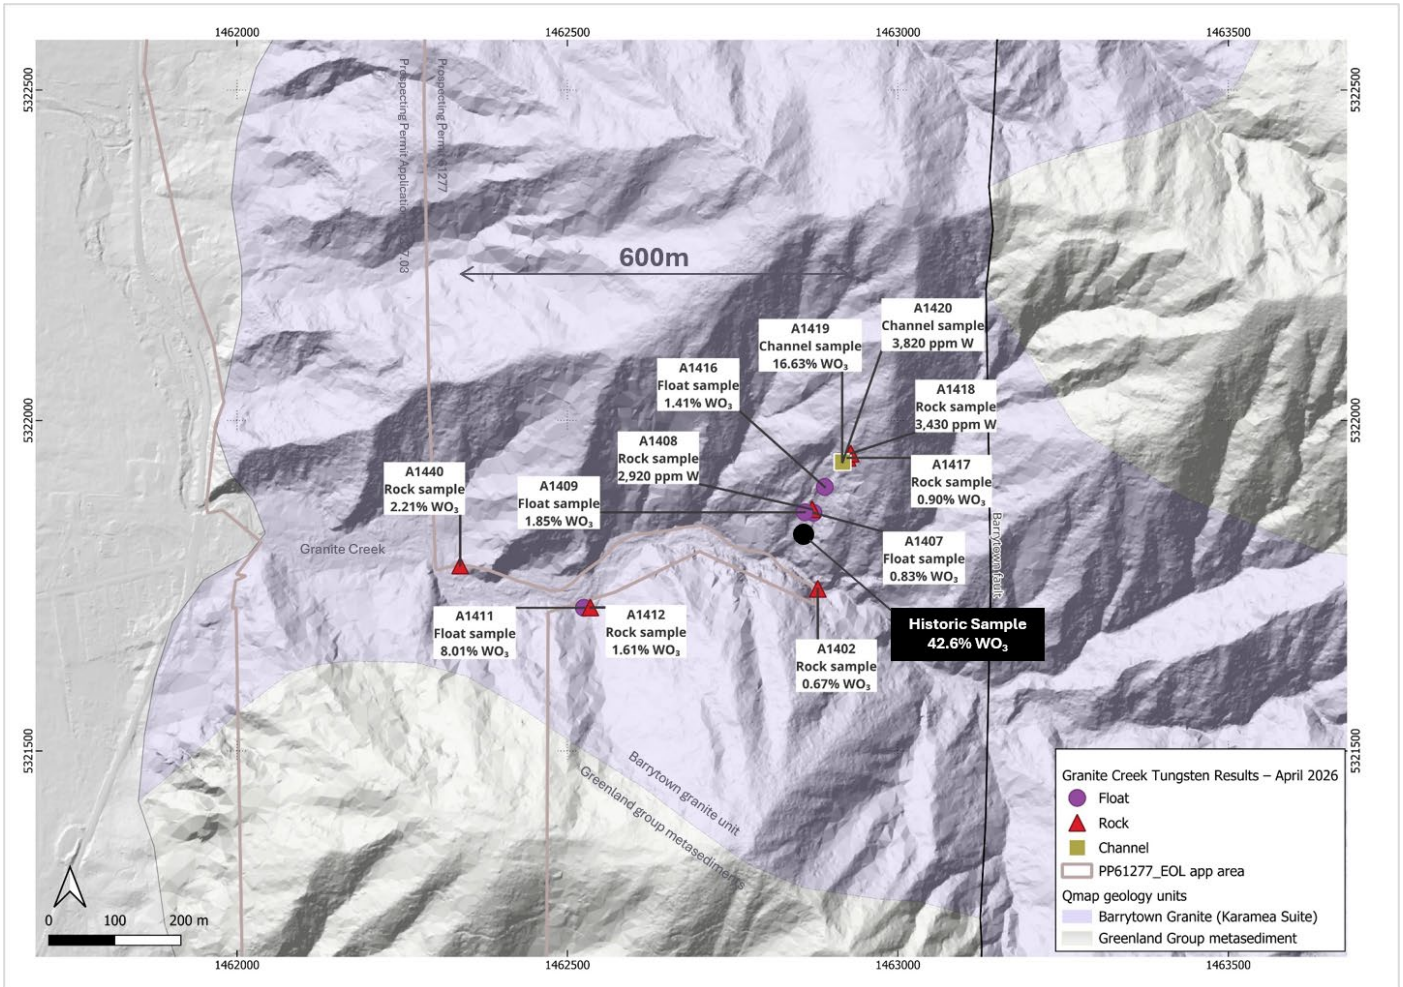 1462000
1462500
1463000
1463500
5322500
5322500
Prospecting Permit Application
7.03
Prospecting Permit 61277
600m
A1420
Channel sample
3,820 ppm W
A1419
Channel sample
16.63% WO₃
A1416
Float sample
1.41% WO₃
A1418
Rock sample
3,430 ppm W
5322000
5322000
A1408
Rock sample
2,920 ppm W
A1440
Rock sample
2.21% WO₃
A1409
Float sample
1.85% WO₃
A1417
Rock sample
0.90% WO₃
Barrytown fault
Granite Creek
A1407
Float sample
0.83% WO₃
A1411
Float sample
8.01% WO₃
A1412
Rock sample
1.61% WO₃
Historic Sample
42.6% WO₃
A1402
Rock sample
0.67% WO₃
5321500
5321500
Barrytown granite unit
Greenland group metasediments
Granite Creek Tungsten Results – April 2026
Float
Rock
Channel
PP61277_EOL app area
Qmap geology units
Barrytown Granite (Karamea Suite)
Greenland Group metasediment
0 100 200 m
1462000
1462500
1463000
1463500